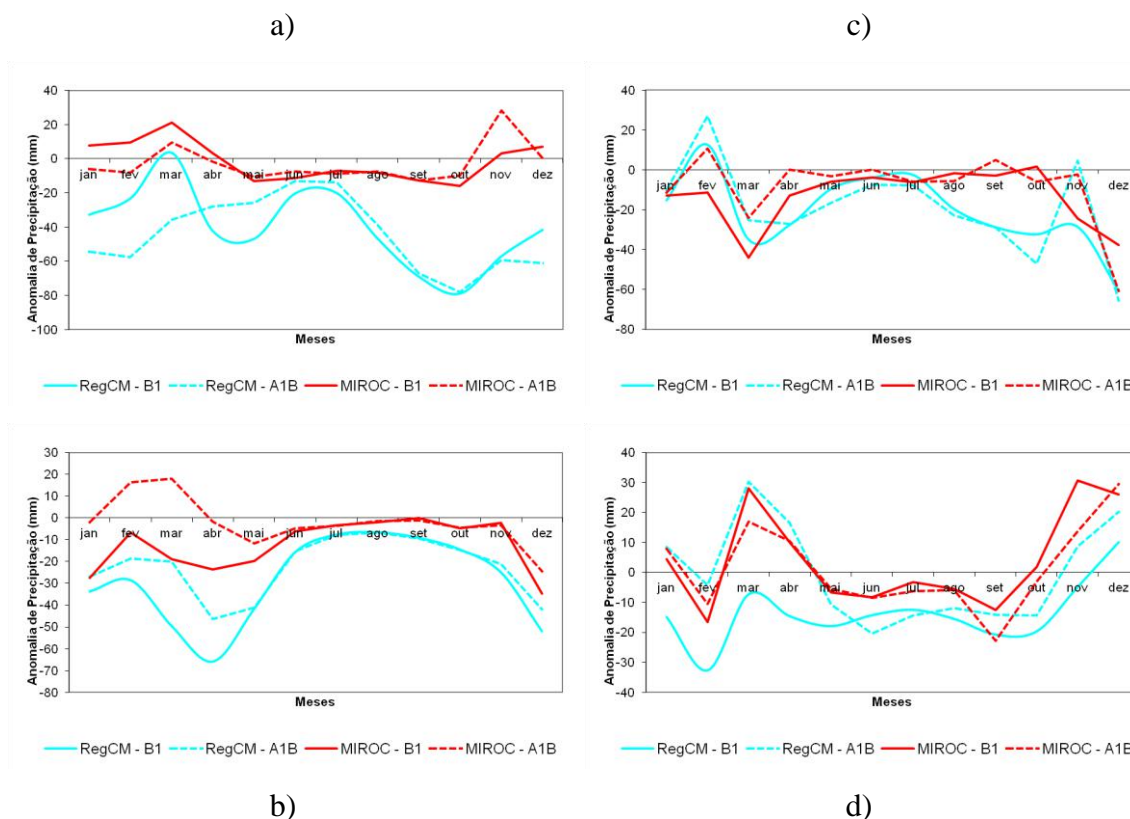 a)
c)
Anomalia de Precipitação (mm)
40
20
0
-20
-40
-60
-80
-100
jan fev mar abr mai jun jul ago set out nov dez
Meses
RegCM - B1 RegCM - A1B MIROC - B1 MIROC - A1B
Anomalia de Precipitação (mm)
40
20
0
-20
-40
-60
-80
jan fev mar abr mai jun jul ago set out nov dez
Meses
RegCM - B1 RegCM - A1B MIROC - B1 MIROC - A1B
Anomalia de Precipitação (mm)
30
20
10
0
-10
-20
-30
-40
-50
-60
-70
-80
jan fev mar abr mai jun jul ago set out nov dez
Meses
RegCM - B1 RegCM - A1B MIROC - B1 MIROC - A1B
Anomalia de Precipitação (mm)
40
30
20
10
0
-10
-20
-30
-40
jan fev mar abr mai jun jul ago set out nov dez
Meses
RegCM - B1 RegCM - A1B MIROC - B1 MIROC - A1B
b)
d)